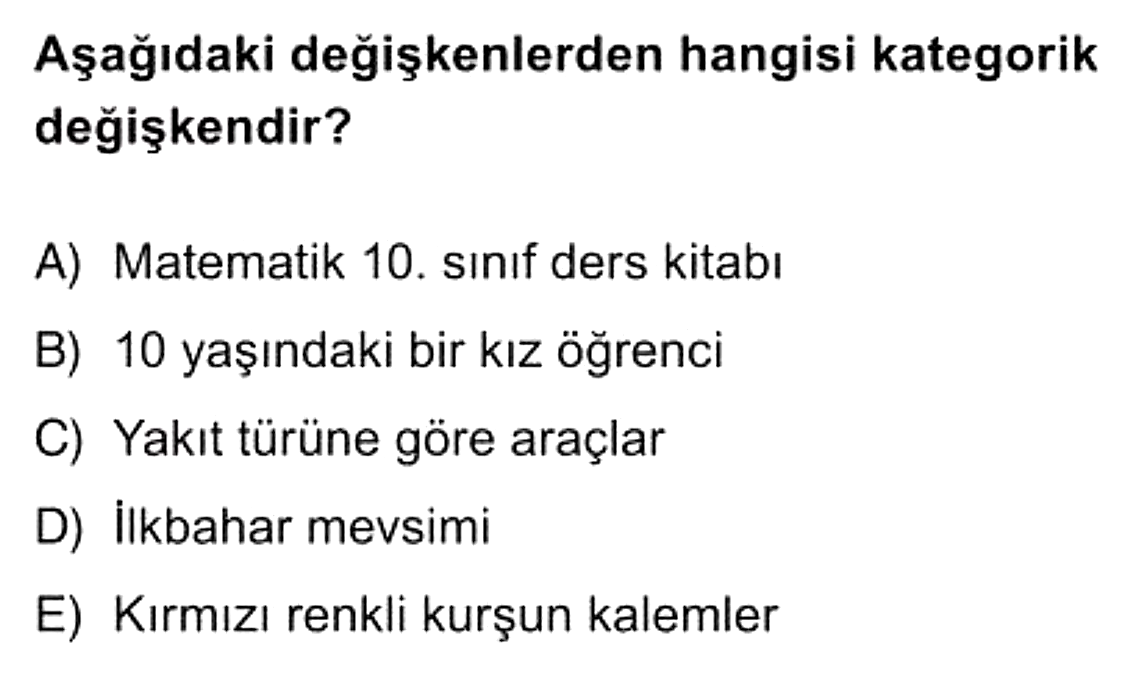 Aşağıdaki değişkenlerden hangisi kategorik
değişkendir?
A) Matematik 10. sınıf ders kitabı
B) 10 yaşındaki bir kız öğrenci
C) Yakıt türüne göre araçlar
D) İlkbahar mevsimi
E) Kırmızı renkli kurşun kalemler